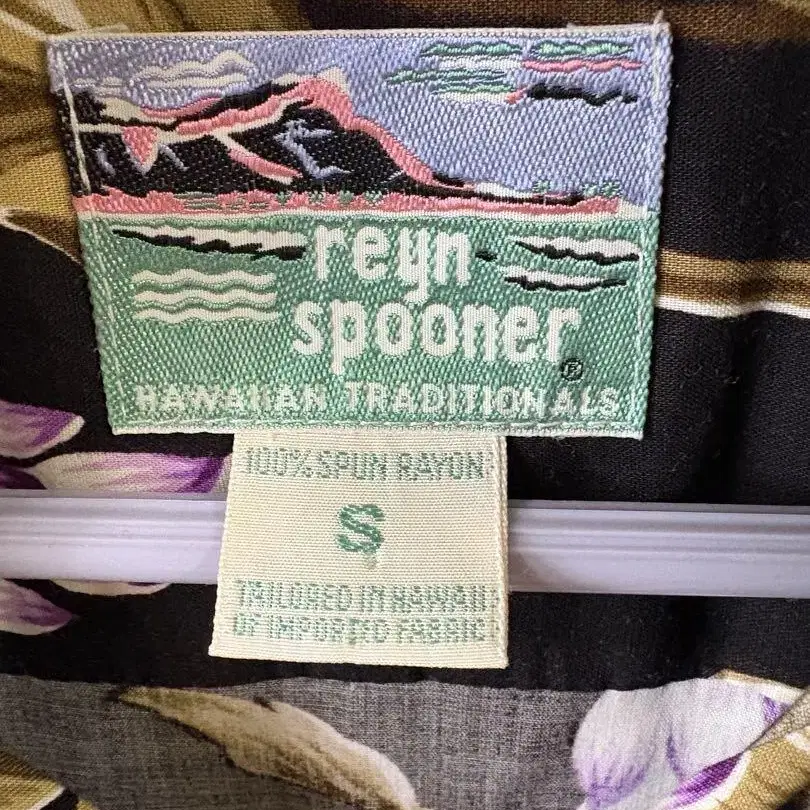 reyn
spooner
®
HAWAIIAN TRADITIONALS
100% SPUN RAYON
S
TAILORED IN HAWAII
OF IMPORTED FABRIC